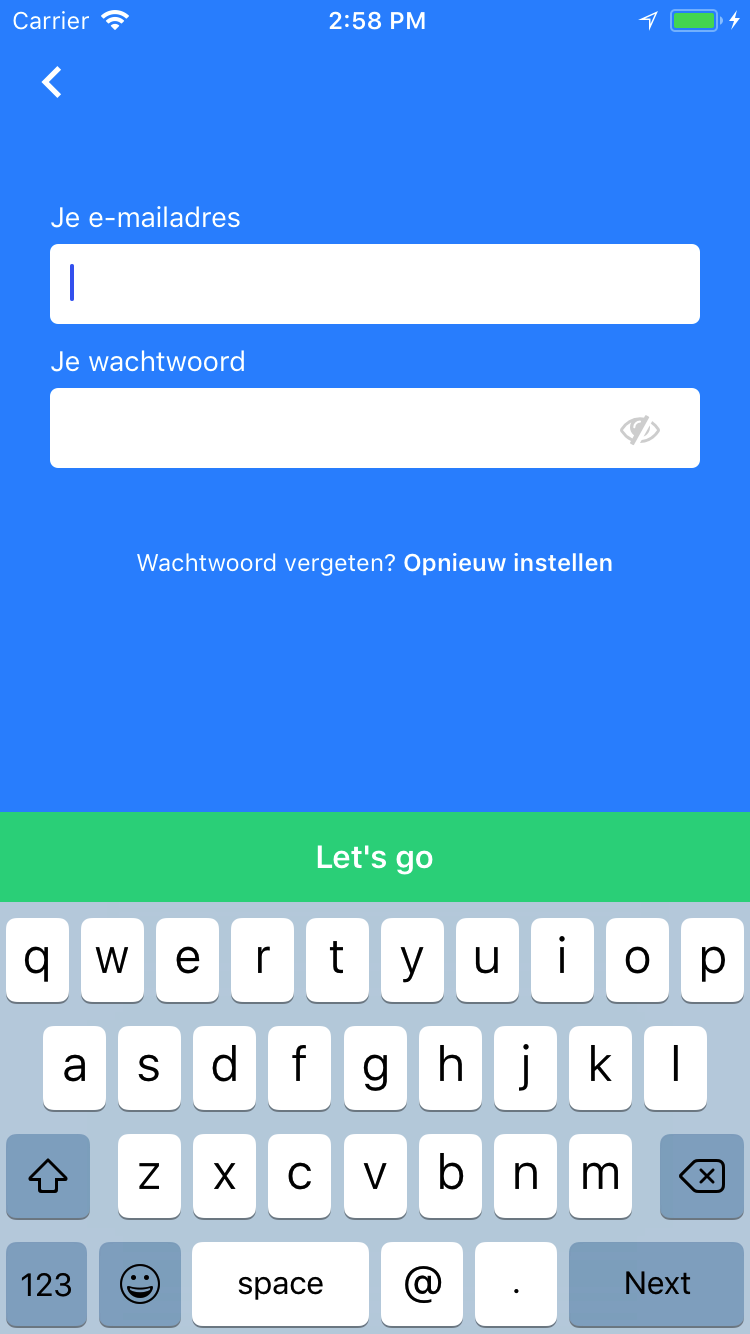 Carrier 2:58 PM
Je e-mailadres
Je wachtwoord
Wachtwoord vergeten? Opnieuw instellen
Let's go
q w e r t y u i o p
a s d f g h j k l
z x c v b n m
123 space @ . Next